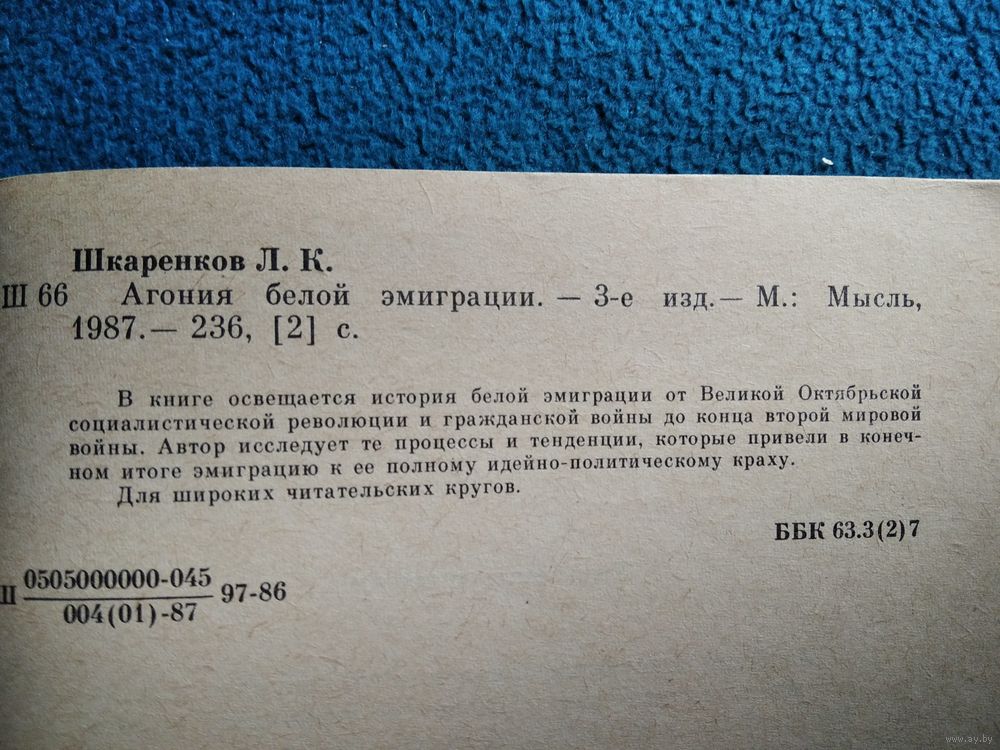 Шкаренков Л. К.
Ш 66 Агония белой эмиграции. — 3-е изд. — М.: Мысль,
1987. — 236, [2] с.
В книге освещается история белой эмиграции от Великой Октябрьской
социалистической революции и гражданской войны до конца второй мировой
войны. Автор исследует те процессы и тенденции, которые привели в конеч-
ном итоге эмиграцию к ее полному идейно-политическому краху.
Для широких читательских кругов.
ББК 63.3(2)7
0505000000-045
Ш 97-86
004(01)-87
www.ay.by